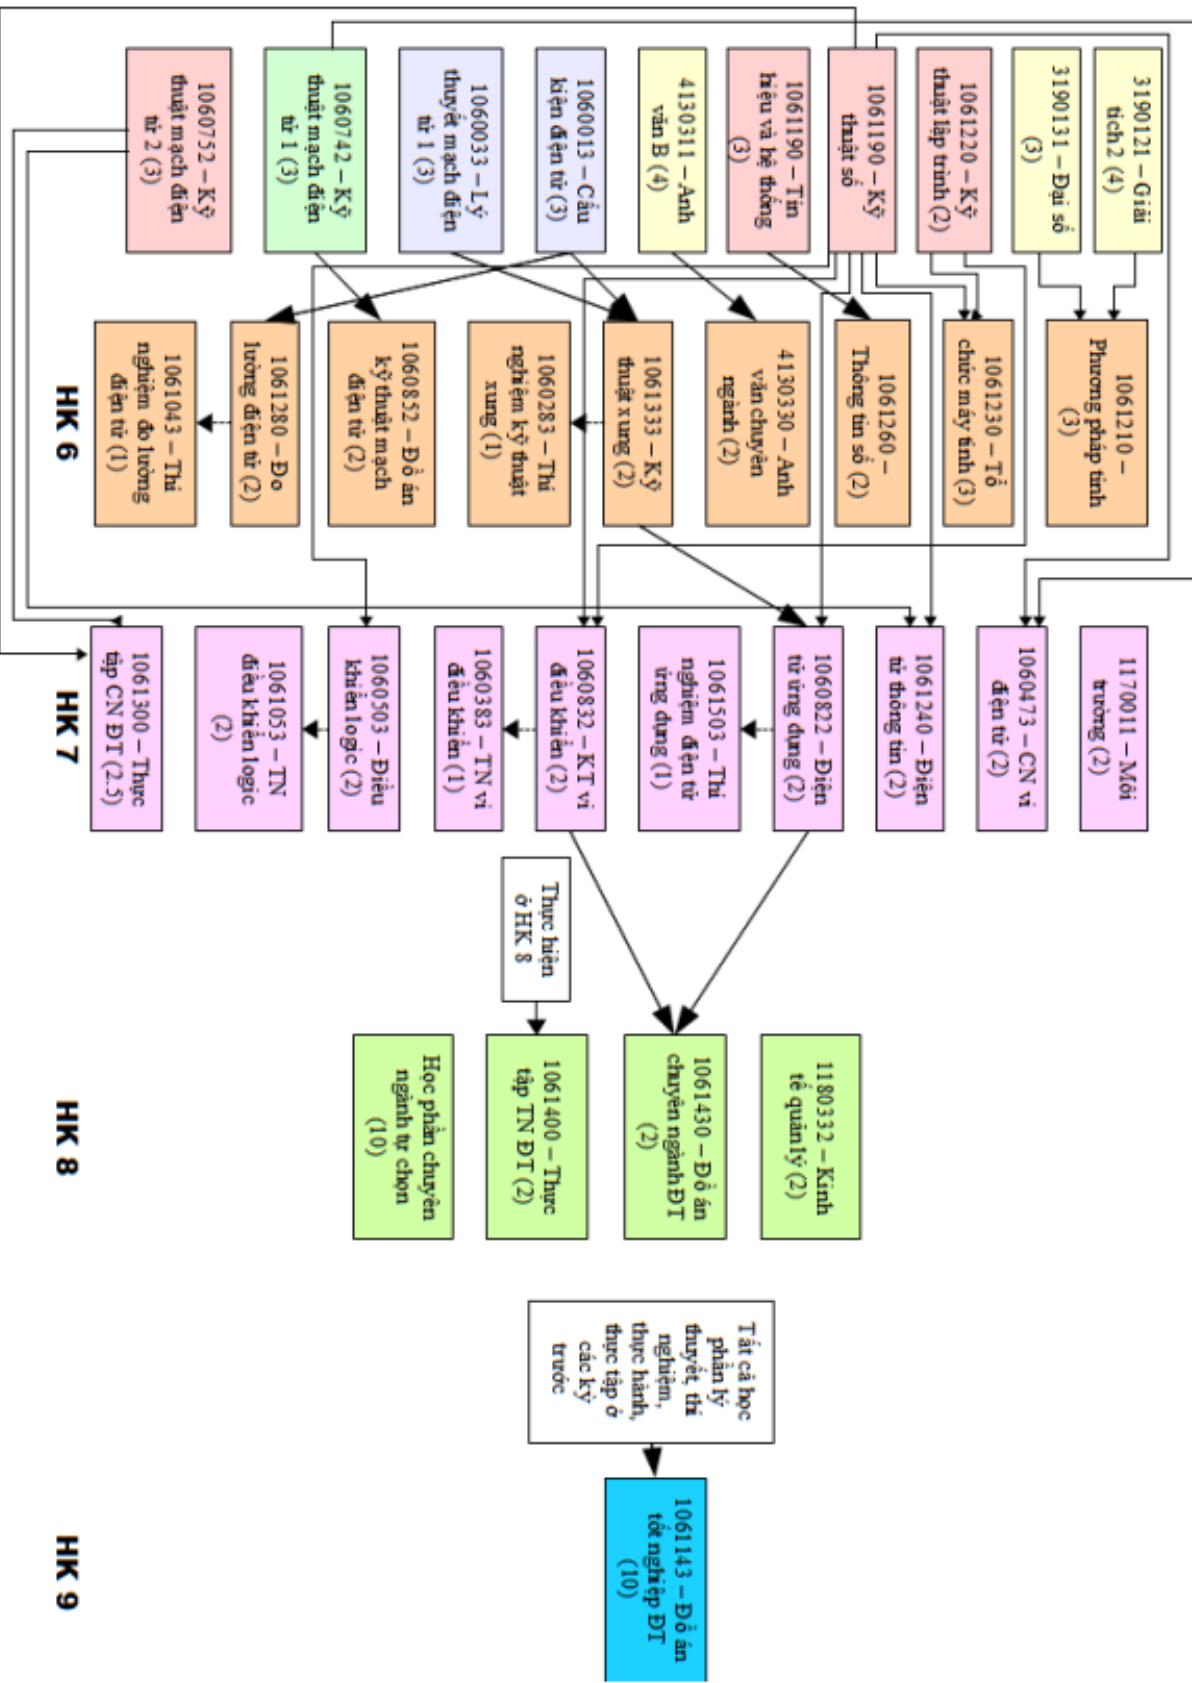 3190121 – Giải
tích 2 (4)
3190131 – Đại số
(3)
1061220 – Kỹ
thuật lập trình (2)
1061190 – Kỹ
thuật số
1061190 – Tín
hiệu và hệ thống
(3)
4130311 – Anh
văn B (4)
1060013 – Cấu
kiện điện tử (3)
1060033 – Lý
thuyết mạch điện
tử 1 (3)
1060742 – Kỹ
thuật mạch điện
tử 1 (3)
1060752 – Kỹ
thuật mạch điện
tử 2 (3)
1061210 –
Phương pháp tính
(3)
1061230 – Tổ
chức máy tính (3)
1061260 –
Thông tin số (2)
4130330 – Anh
văn chuyên
ngành (2)
1061333 – Kỹ
thuật xung (2)
1060283 – Thí
nghiệm kỹ thuật
xung (1)
1060852 – Đồ án
kỹ thuật mạch
điện tử (2)
1061280 – Đo
lường điện tử (2)
1061043 – Thí
nghiệm đo lường
điện tử (1)
HK 6
1170011 – Môi
trường (2)
1060473 – CN vi
điện tử (2)
1061240 – Điện
tử thông tin (2)
1060822 – Điện
tử ứng dụng (2)
1061503 – Thí
nghiệm điện tử
ứng dụng (1)
1060832 – KT vi
điều khiển (2)
1060383 – TN vi
điều khiển (1)
1060503 – Điều
khiển logic (2)
1061053 – TN
điều khiển logic
(2)
1061300 – Thực
tập CN ĐT (2.5)
HK 7
Thực hiện
ở HK 8
1180332 – Kinh
tế quản lý (2)
1061430 – Đồ án
chuyên ngành ĐT
(2)
1061400 – Thực
tập TN ĐT (2)
Học phần chuyên
ngành tự chọn
(10)
HK 8
Tất cả học
phần lý
thuyết, thí
nghiệm,
thực hành,
thực tập ở
các kỳ
trước
1061143 – Đồ án
tốt nghiệp ĐT
(10)
HK 9